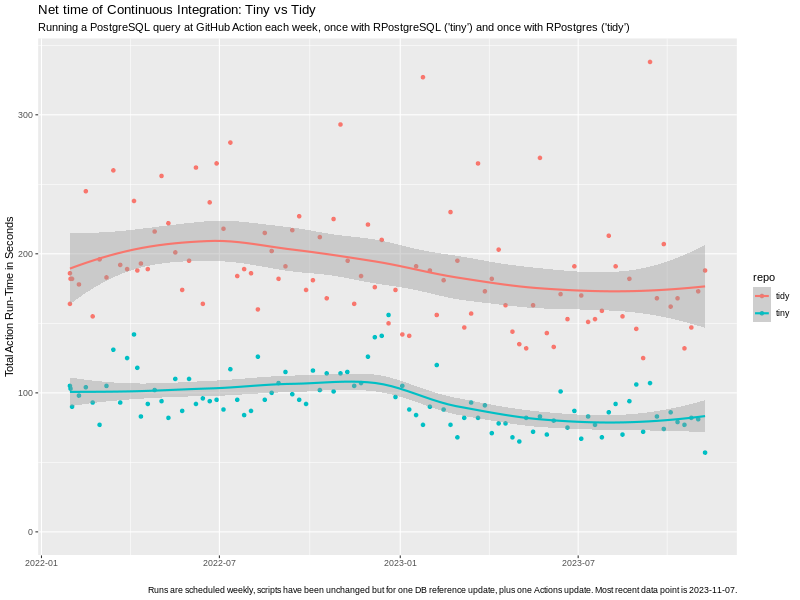 Net time of Continuous Integration: Tiny vs Tidy
Running a PostgreSQL query at GitHub Action each week, once with RPostgreSQL ('tiny') and once with RPostgres ('tidy')
Total Action Run-Time in Seconds
300
200
100
0
2022-01
2022-07
2023-01
2023-07
repo
tidy
tiny
Runs are scheduled weekly, scripts have been unchanged but for one DB reference update, plus one Actions update. Most recent data point is 2023-11-07.